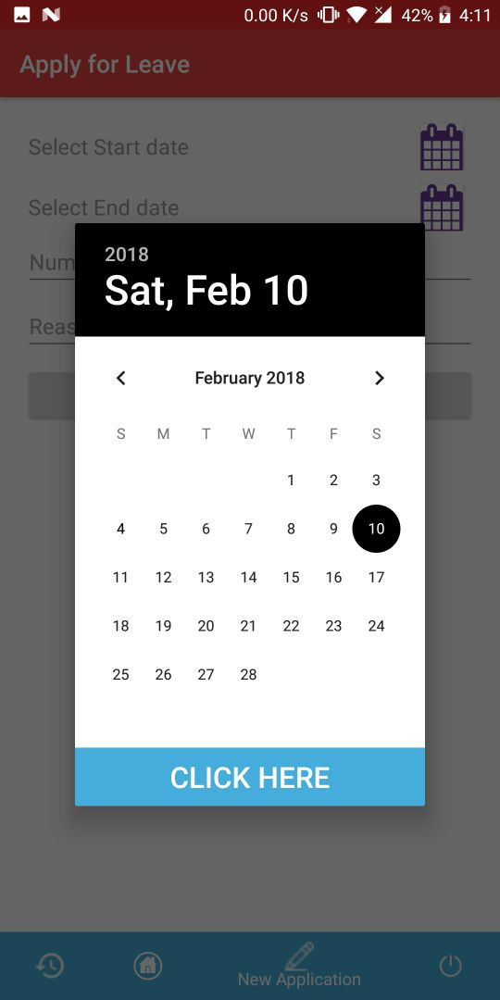 0.00 K/s 42% 4:11
Apply for Leave
Select Start date
Select End date
Num
Reas
2018
Sat, Feb 10
February 2018
S M T W T F S
1 2 3
4 5 6 7 8 9 10
11 12 13 14 15 16 17
18 19 20 21 22 23 24
25 26 27 28
CLICK HERE
New Application